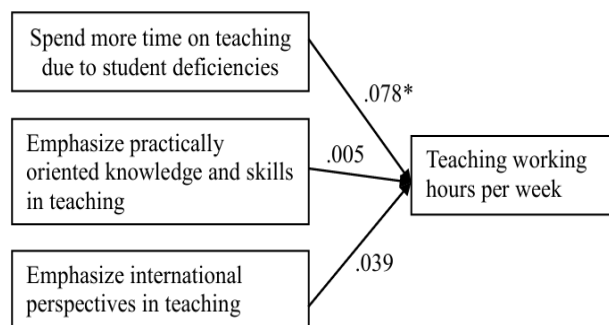 Spend more time on teaching
due to student deficiencies
.078*
Emphasize practically
oriented knowledge and skills
in teaching
.005
Teaching working
hours per week
.039
Emphasize international
perspectives in teaching